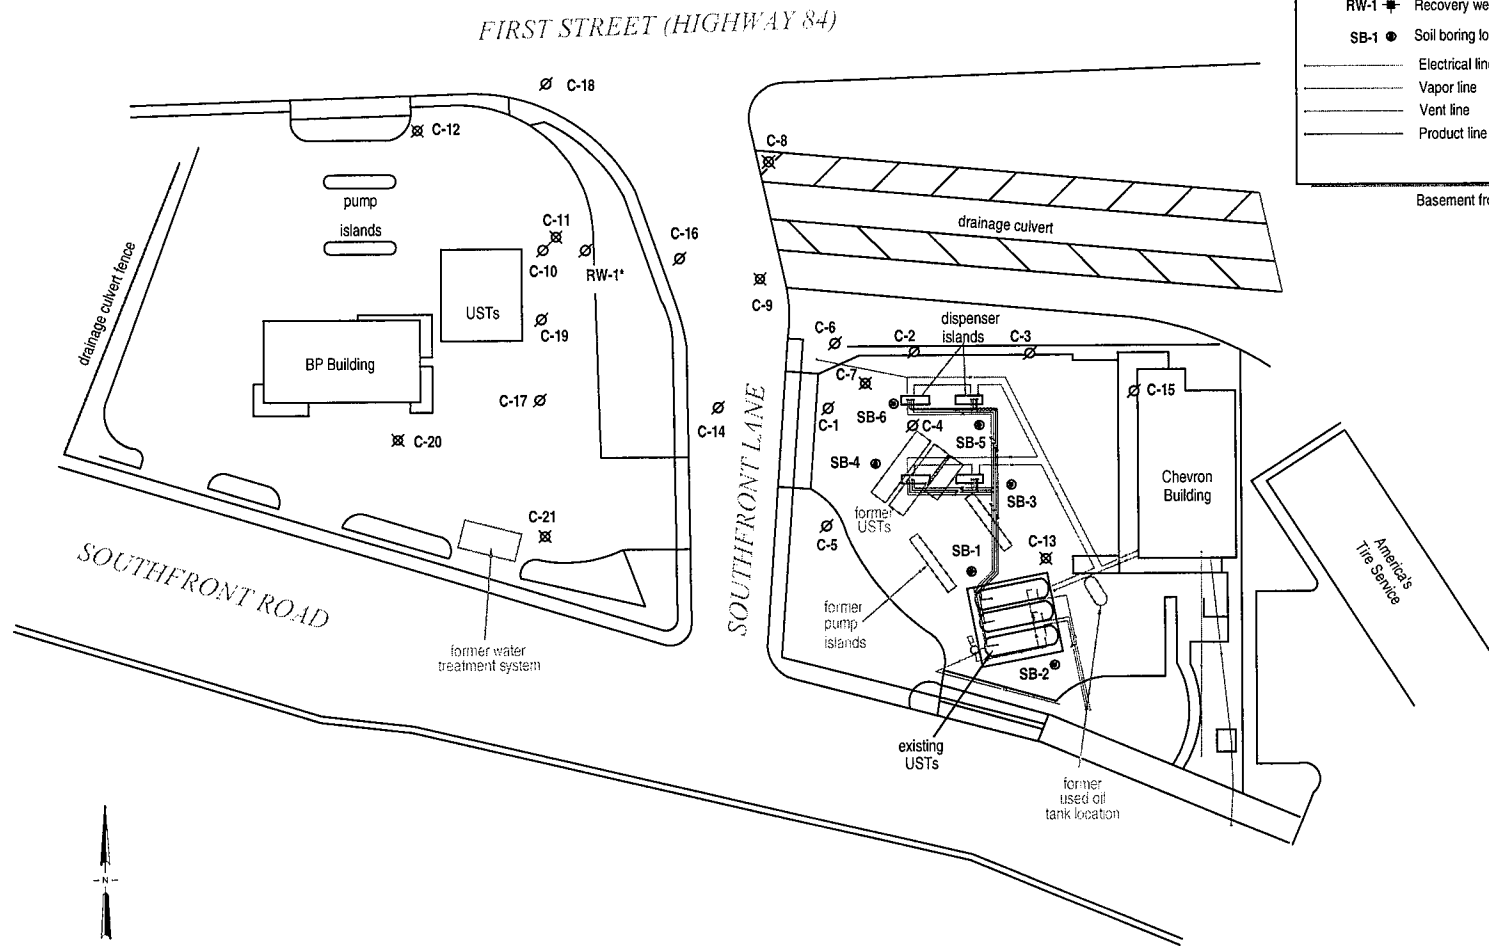 FIRST STREET (HIGHWAY 84)
RW-1 Recovery we
SB-1 Soil boring lo
Electrical line
Vapor line
Vent line
Product line
Basement fro
C-18
C-12
C-8
pump
islands
C-11
C-10
RW-1*
C-16
drainage culvert
C-9
drainage culvert fence
USTs
C-19
BP Building
C-6
C-2
dispenser
islands
C-3
C-7
C-15
C-17
C-14
C-1
SB-6
C-4
SB-5
C-20
SOUTHFRONT LANE
SB-4
SB-3
Chevron
Building
former
USTs
C-21
C-5
SB-1
C-13
America's
Tire Service
SOUTHFRONT ROAD
former
pump
islands
former water
treatment system
SB-2
existing
USTs
former
used oil
tank location
N